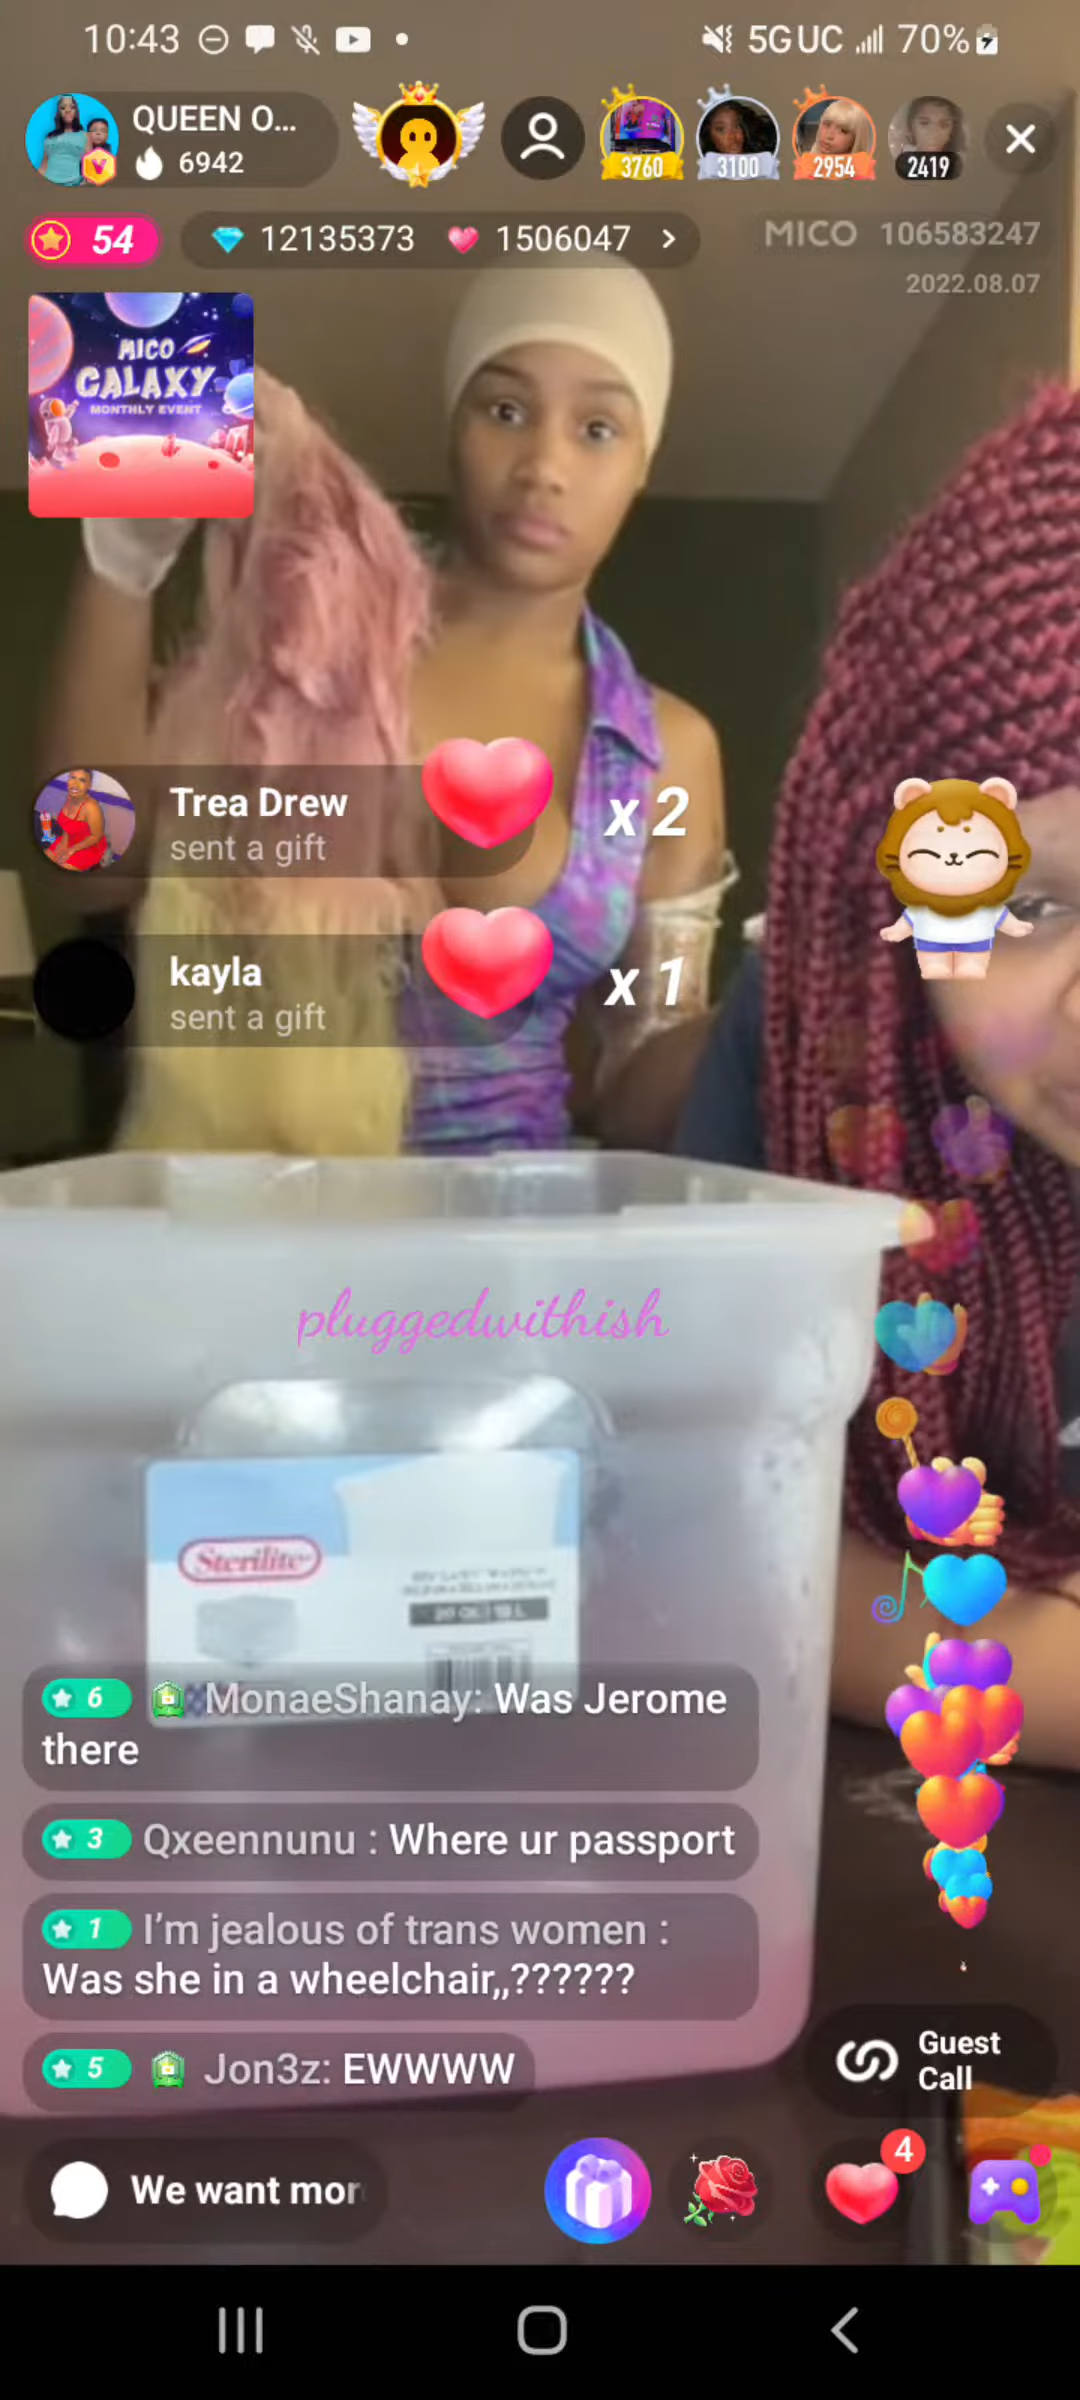 10:43
5G UC 70%
QUEEN O...
6942
3760
3100
2954
2419
54
12135373
1506047
MICO 106583247
2022.08.07
MICO
GALAXY
MONTHLY EVENT
Trea Drew
sent a gift
x 2
kayla
sent a gift
x 1
pluggedwithish
Sterilite
6 MonaeShanay: Was Jerome
there
3 Qxeennunu : Where ur passport
1 I’m jealous of trans women :
Was she in a wheelchair,,??????
5 Jon3z: EWWWW
Guest
Call
We want mor
4